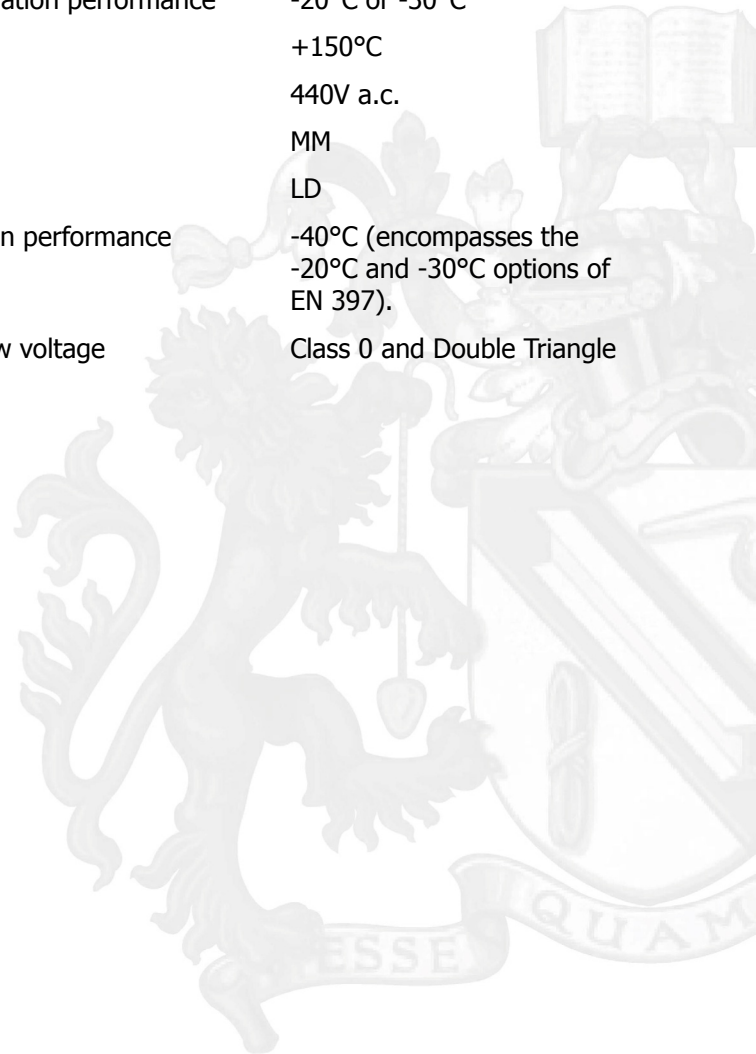 ation performance -20°C or -30°C
+150°C
440V a.c.
MM
LD
n performance -40°C (encompasses the
-20°C and -30°C options of
EN 397).
w voltage Class 0 and Double Triangle
ESSE QUAM